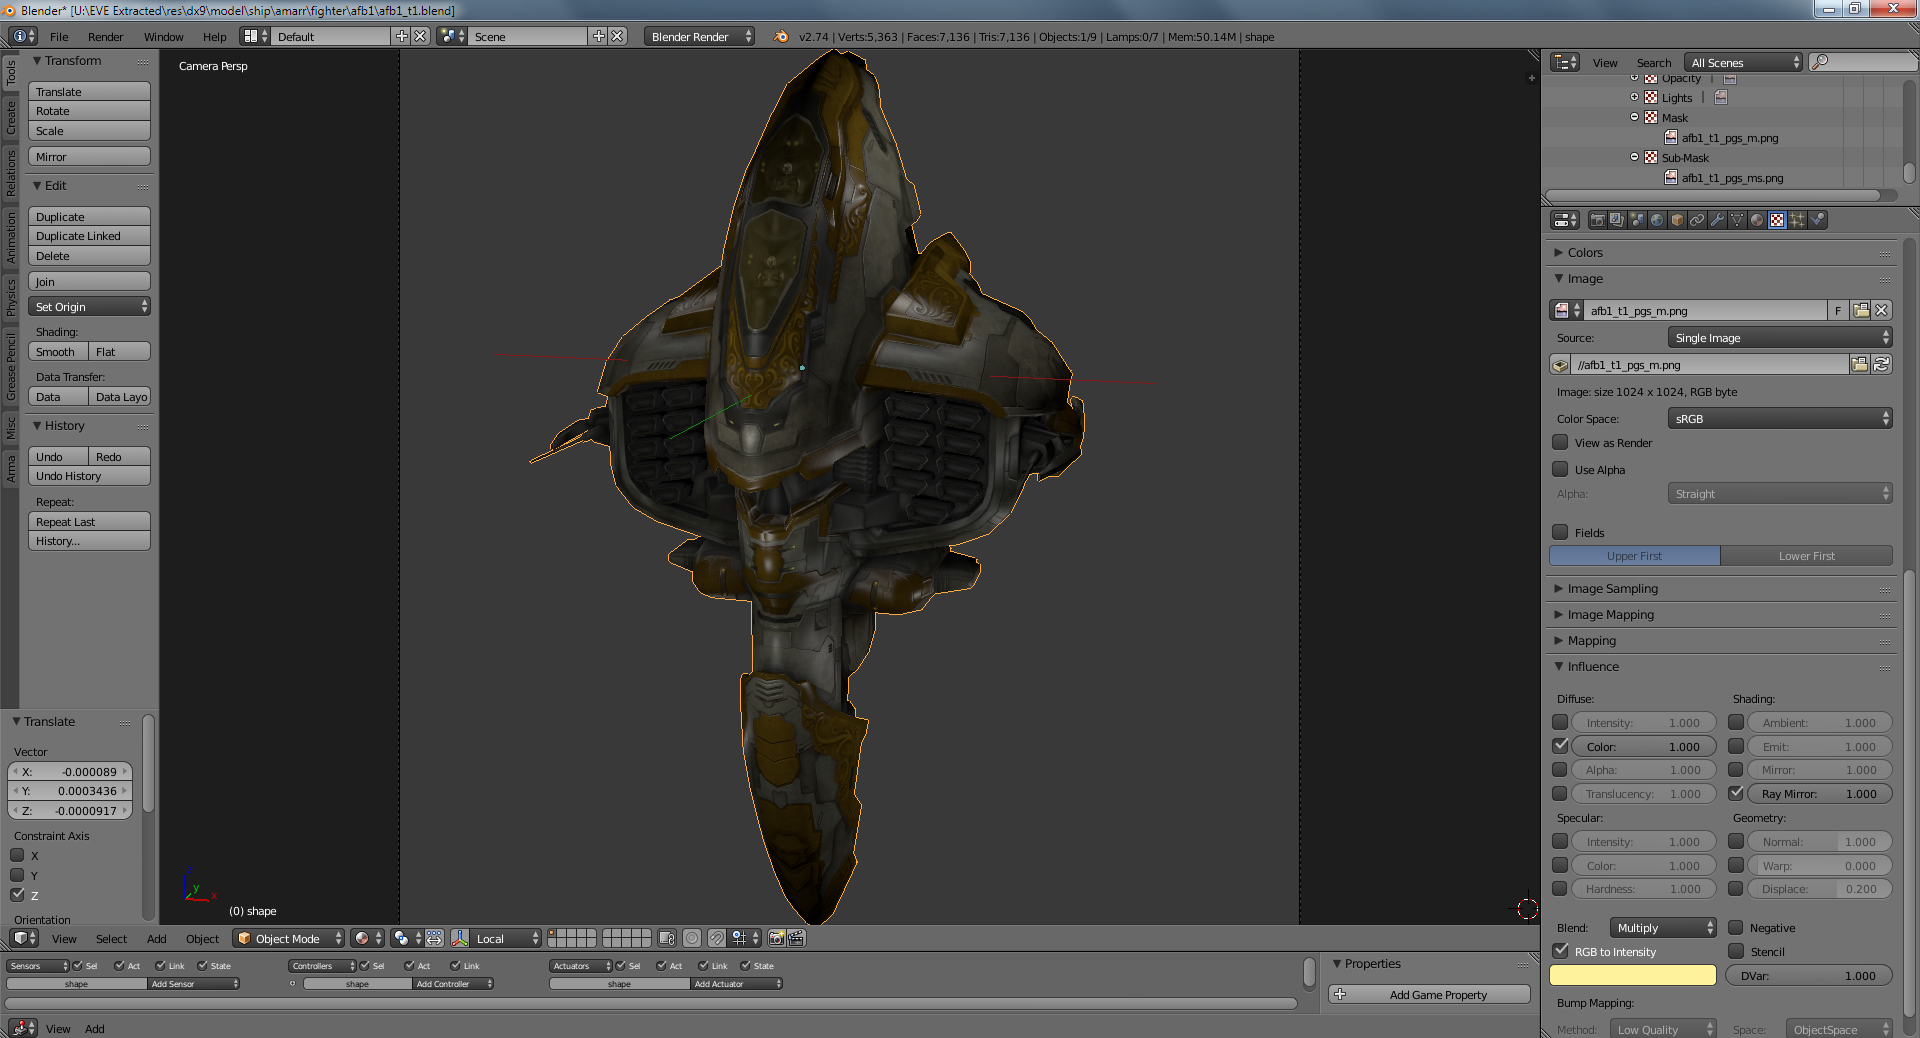 Blender* [U:\EVE Extracted\res\dx9\model\ship\amarr\fighter\afb1\afb1_t1.blend]
File Render Window Help Default Scene Blender Render v2.74 | Verts:5,363 | Faces:7,136 | Tris:7,136 | Objects:1/9 | Lamps:0/7 | Mem:50.14M | shape
Tools
Create
Relations
Animation
Physics
Grease Pencil
Misc
Arma
Transform
Translate
Rotate
Scale
Mirror
Edit
Duplicate
Duplicate Linked
Delete
Join
Set Origin
Shading:
Smooth Flat
Data Transfer:
Data Data Layo
History
Undo Redo
Undo History
Repeat:
Repeat Last
History...
Translate
Vector
X: -0.000089
Y: 0.0003436
Z: -0.0000917
Constraint Axis
X
Y
Z
Orientation
Camera Persp
y
x
(0) shape
View Select Add Object Object Mode Local
Sensors Sel Act Link State
shape Add Sensor
Controllers Sel Act Link
shape Add Controller
Actuators Sel Act Link State
shape Add Actuator
Properties
Add Game Property
View Add
View Search All Scenes
Opacity
Lights
Mask
afb1_t1_pgs_m.png
Sub-Mask
afb1_t1_pgs_ms.png
Colors
Image
afb1_t1_pgs_m.png F
Source: Single Image
//afb1_t1_pgs_m.png
Image: size 1024 x 1024, RGB byte
Color Space: sRGB
View as Render
Use Alpha
Alpha: Straight
Fields
Upper First Lower First
Image Sampling
Image Mapping
Mapping
Influence
Diffuse: Shading:
Intensity: 1.000 Ambient: 1.000
Color: 1.000 Emit: 1.000
Alpha: 1.000 Mirror: 1.000
Translucency: 1.000 Ray Mirror: 1.000
Specular: Geometry:
Intensity: 1.000 Normal: 1.000
Color: 1.000 Warp: 0.000
Hardness: 1.000 Displace: 0.200
Blend: Multiply Negative
RGB to Intensity Stencil
DVar: 1.000
Bump Mapping:
Method: Low Quality Space: ObjectSpace